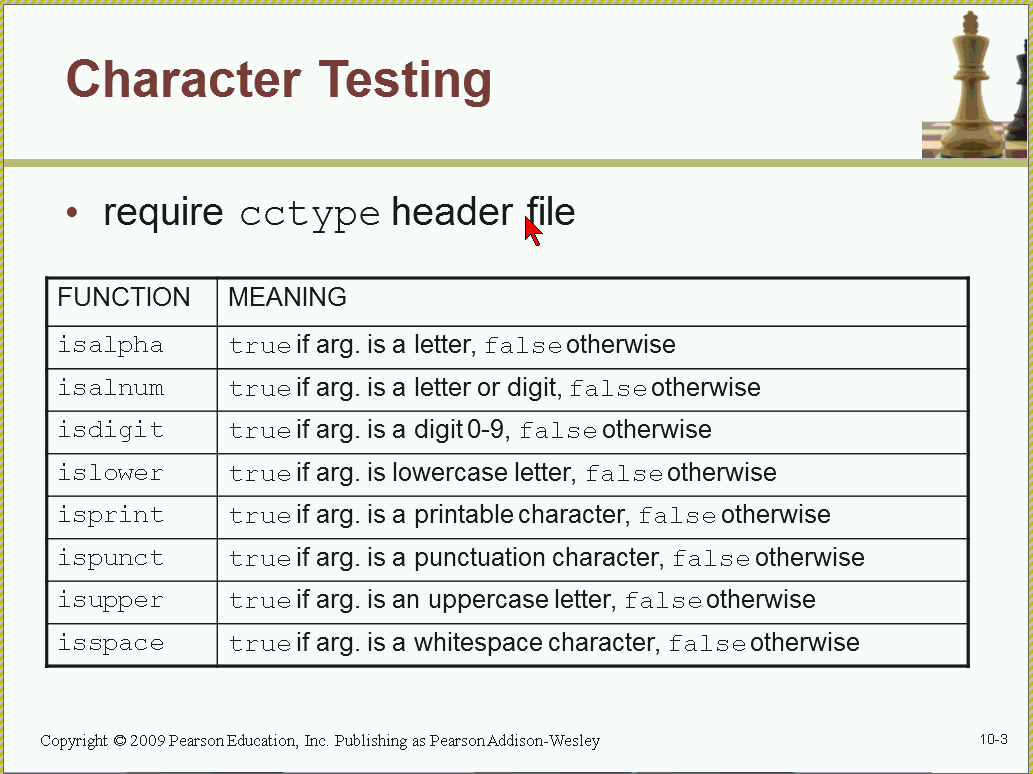 Character Testing
• require cctype header file
FUNCTION MEANING
isalpha true if arg. is a letter, false otherwise
isalnum true if arg. is a letter or digit, false otherwise
isdigit true if arg. is a digit 0-9, false otherwise
islower true if arg. is lowercase letter, false otherwise
isprint true if arg. is a printable character, false otherwise
ispunct true if arg. is a punctuation character, false otherwise
isupper true if arg. is an uppercase letter, false otherwise
isspace true if arg. is a whitespace character, false otherwise
Copyright © 2009 Pearson Education, Inc. Publishing as Pearson Addison-Wesley 10-3